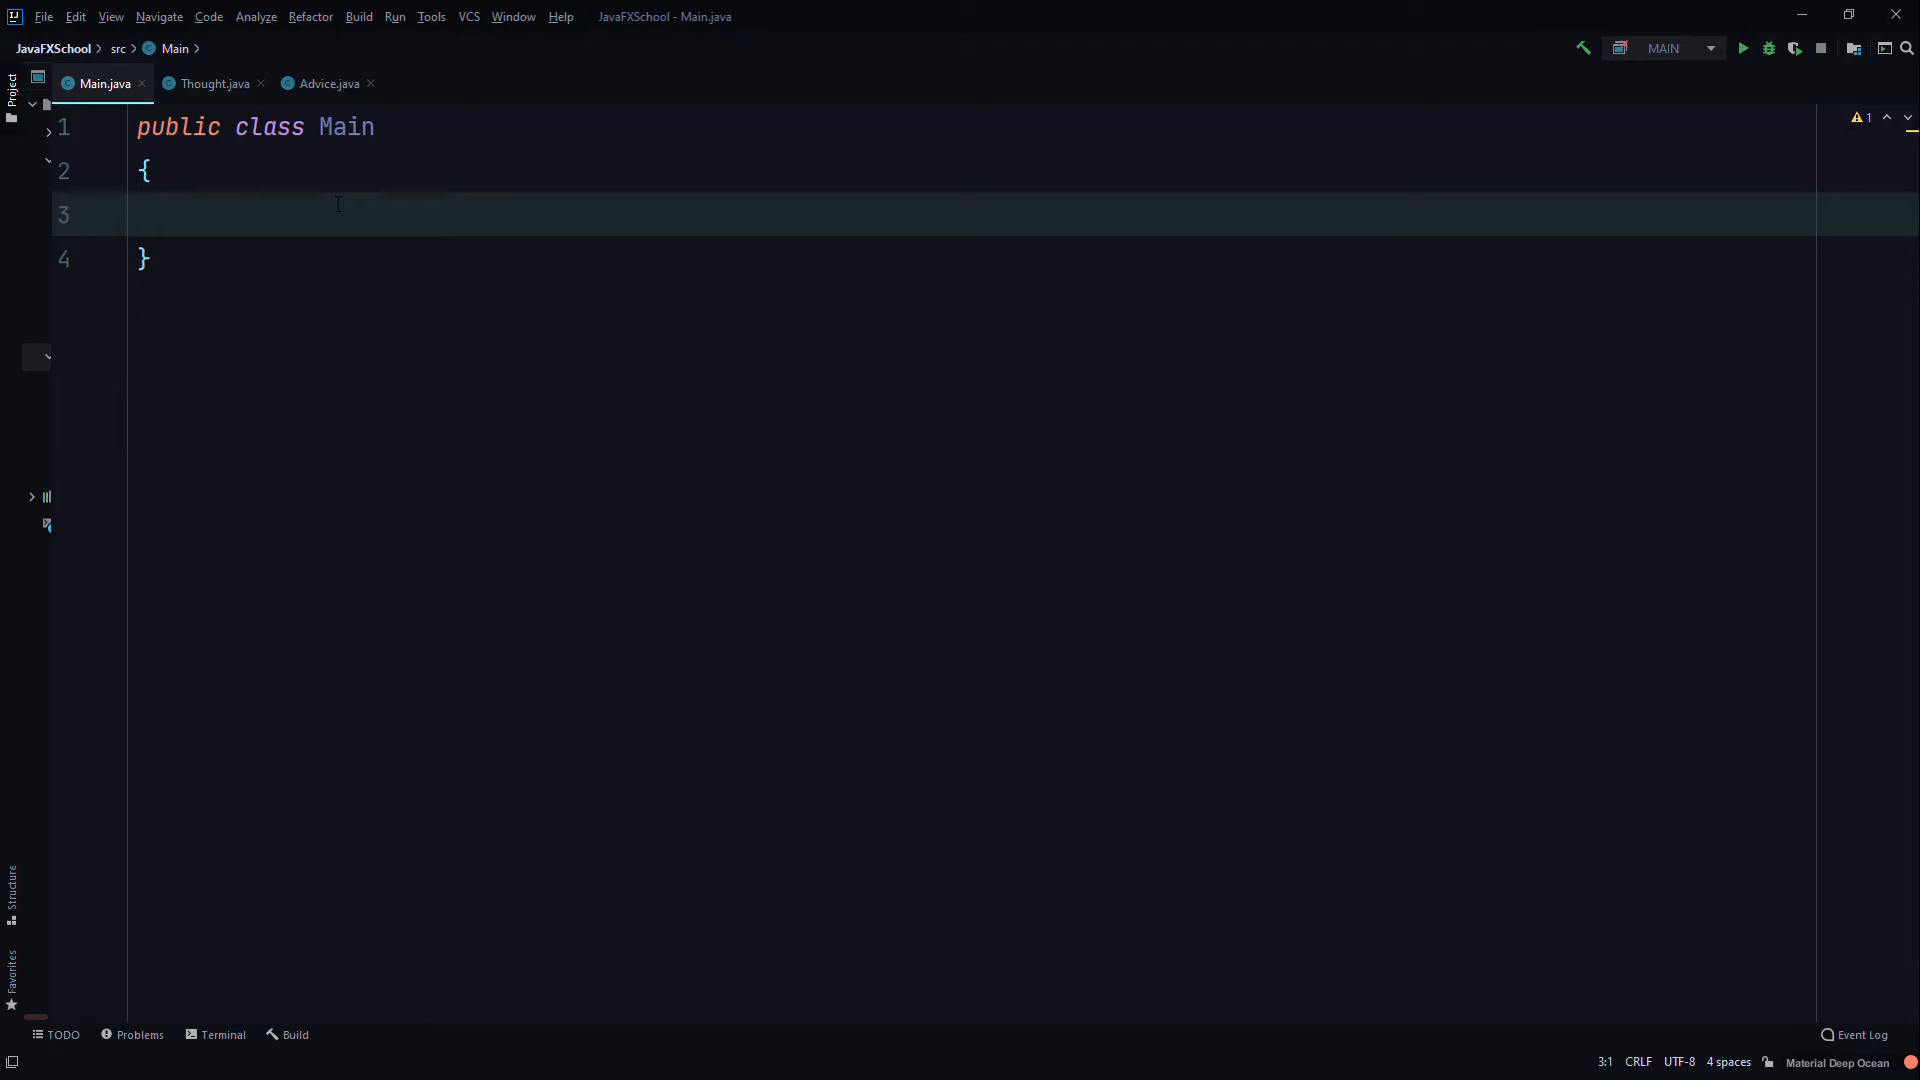 IJ File Edit View Navigate Code Analyze Refactor Build Run Tools VCS Window Help JavaFXSchool - Main.java
JavaFXSchool src Main MAIN
Project
Main.java Thought.java Advice.java
1 public class Main
1
2 {
3
4 }
Structure
Favorites
TODO Problems Terminal Build Event Log
3:1 CRLF UTF-8 4 spaces Material Deep Ocean